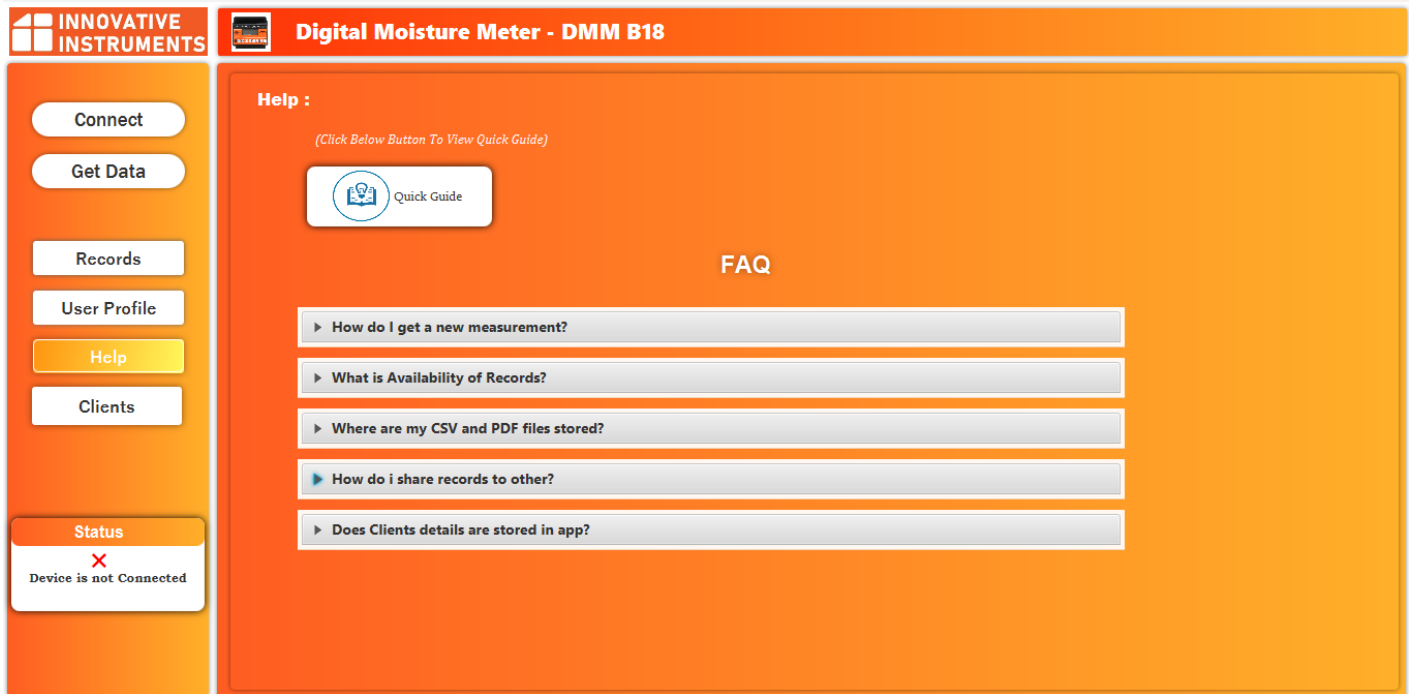 INNOVATIVE
INSTRUMENTS
Digital Moisture Meter - DMM B18
Connect
Get Data
Records
User Profile
Help
Clients
Status
Device is not Connected
Help :
(Click Below Button To View Quick Guide)
Quick Guide
FAQ
How do I get a new measurement?
What is Availability of Records?
Where are my CSV and PDF files stored?
How do i share records to other?
Does Clients details are stored in app?